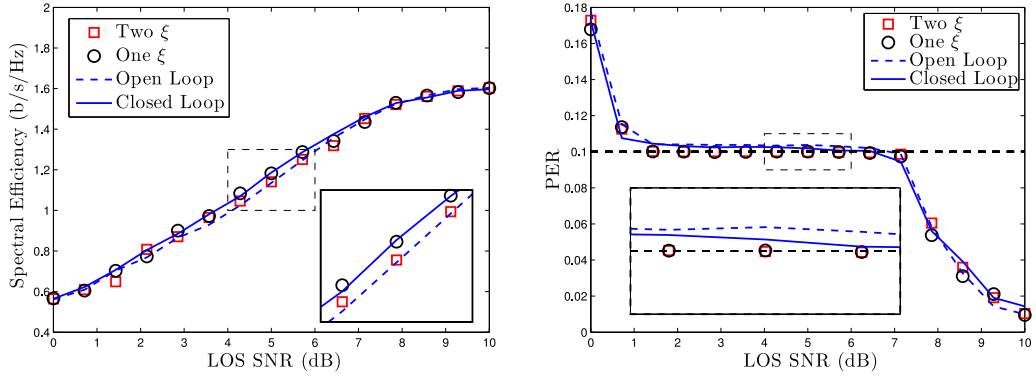 Two ξ
One ξ
Open Loop
Closed Loop
Spectral Efficiency (b/s/Hz)
2
1.8
1.6
1.4
1.2
1
0.8
0.6
0.4
0 1 2 3 4 5 6 7 8 9 10
LOS SNR (dB)
Two ξ
One ξ
Open Loop
Closed Loop
PER
0.18
0.16
0.14
0.12
0.1
0.08
0.06
0.04
0.02
0
0 1 2 3 4 5 6 7 8 9 10
LOS SNR (dB)